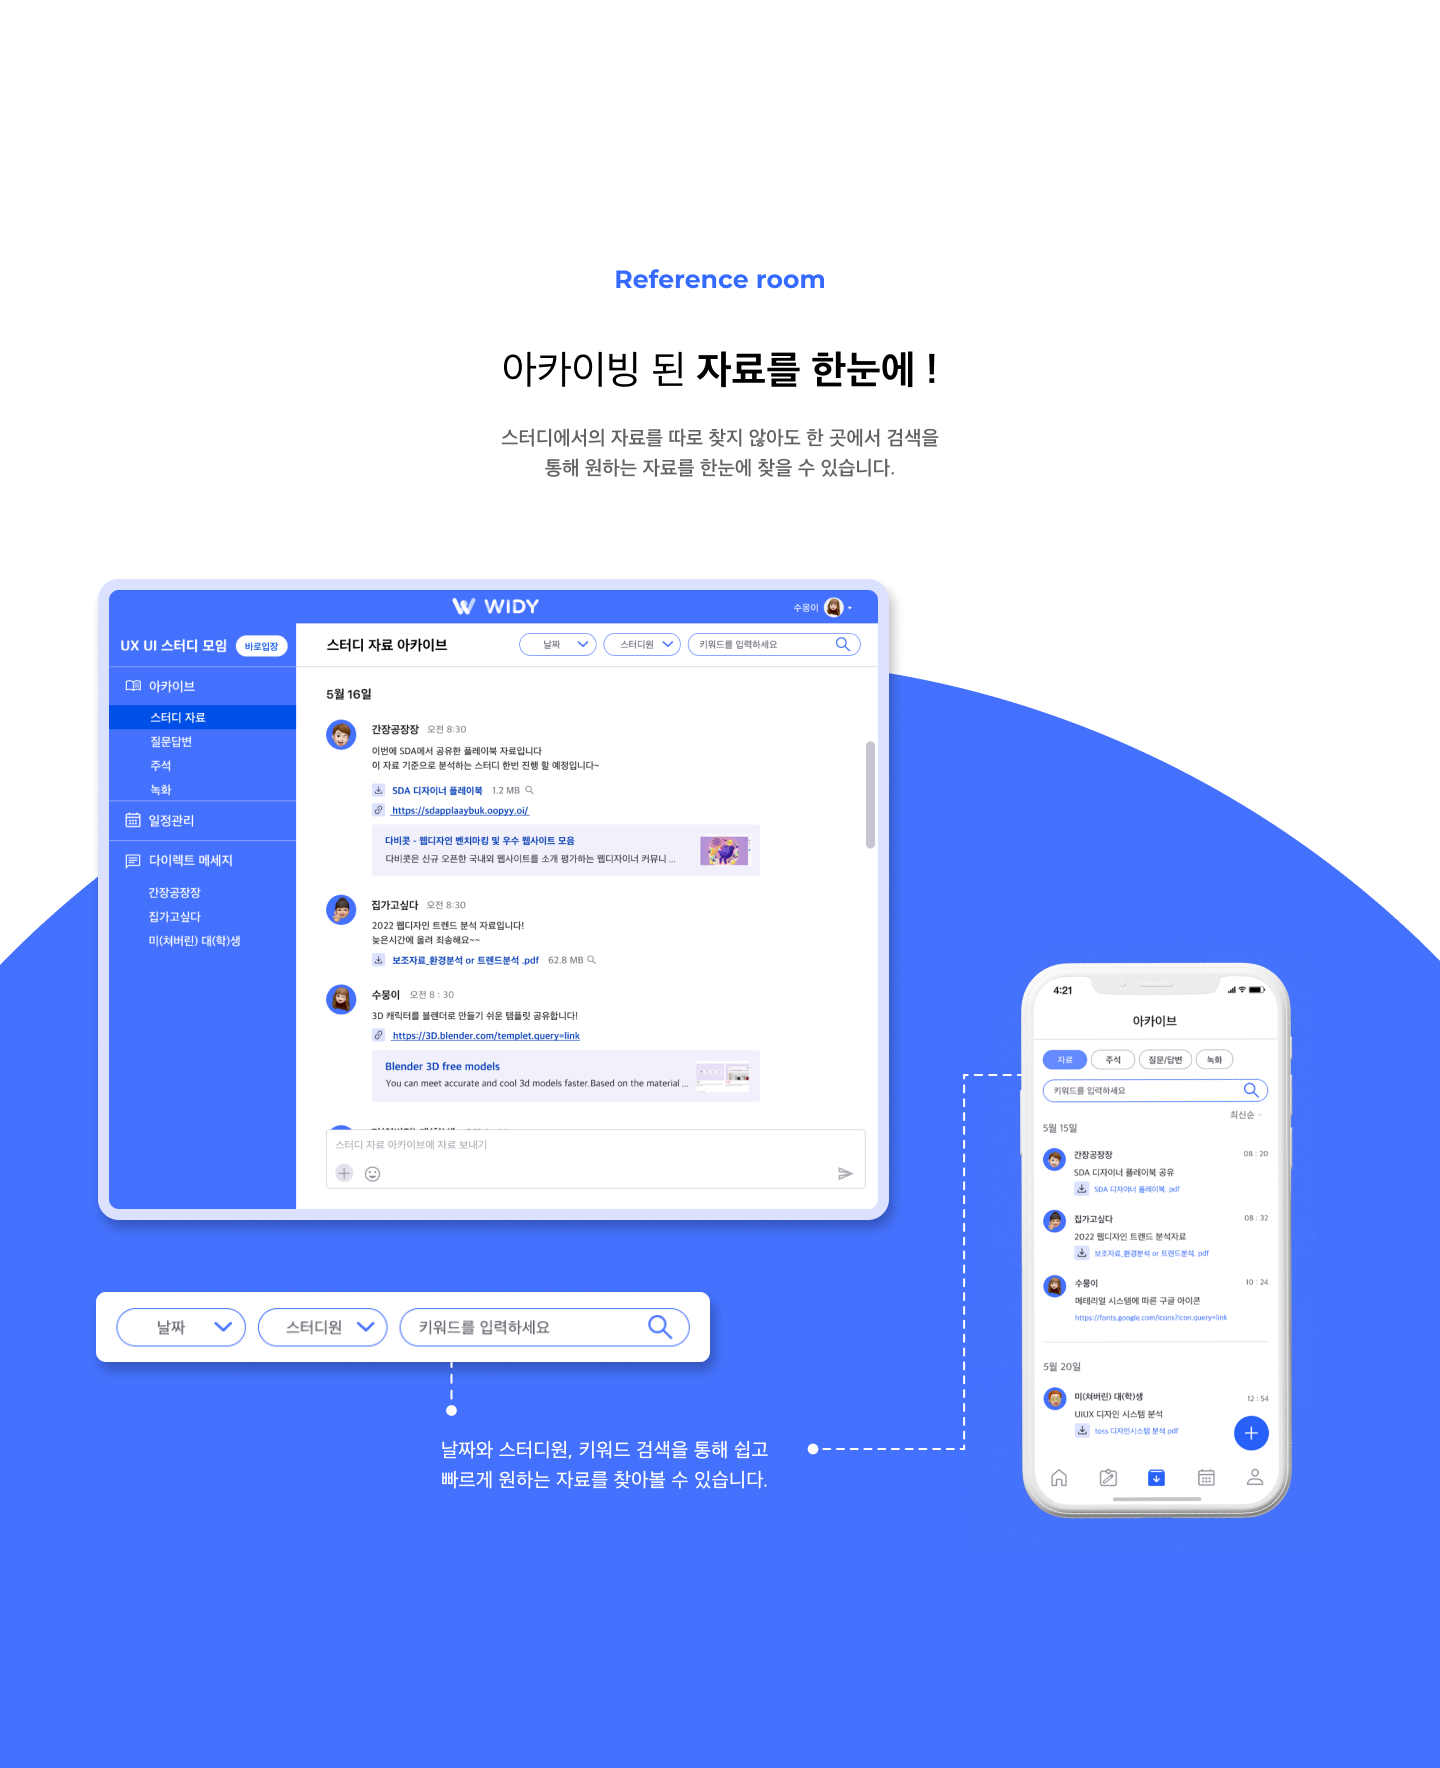 Reference room
아카이빙 된 자료를 한눈에 !
스터디에서의 자료를 따로 찾지 않아도 한 곳에서 검색을
통해 원하는 자료를 한눈에 찾을 수 있습니다.
WIDY
수뭉이
UX UI 스터디 모임 바로입장
아카이브
스터디 자료
질문답변
주석
녹화
일정관리
다이렉트 메세지
간장공장장
집가고싶다
미(쳐버린) 대(학)생
스터디 자료 아카이브 날짜 스터디원 키워드를 입력하세요
5월 16일
간장공장장 오전 8:30
이번에 SDA에서 공유한 플레이북 자료입니다
이 자료 기준으로 분석하는 스터디 한번 진행 할 예정입니다~
SDA 디자이너 플레이북 1.2 MB
https://sdapplaaybuk.oopyy.oi/
다비콧 - 웹디자인 벤치마킹 및 우수 웹사이트 모음
다비콧은 신규 오픈한 국내외 웹사이트를 소개 평가하는 웹디자이너 커뮤니 ...
집가고싶다 오전 8:30
2022 웹디자인 트렌드 분석 자료입니다!
늦은시간에 올려 죄송해요~~
보조자료_환경분석 or 트렌드분석 .pdf 62.8 MB
수뭉이 오전 8 : 30
3D 캐릭터를 블렌더로 만들기 쉬운 템플릿 공유합니다!
https://3D.blender.com/templet.query=link
Blender 3D free models
You can meet accurate and cool 3d models faster.Based on the material ...
스터디 자료 아카이브에 자료 보내기
날짜 스터디원 키워드를 입력하세요
날짜와 스터디원, 키워드 검색을 통해 쉽고
빠르게 원하는 자료를 찾아볼 수 있습니다.
4:21
아카이브
자료 주석 질문/답변 녹화
키워드를 입력하세요
최신순
5월 15일
간장공장장 08 : 20
SDA 디자이너 플레이북 공유
SDA 디자이너 플레이북. pdf
집가고싶다 08 : 32
2022 웹디자인 트렌드 분석자료
보조자료_환경분석 or 트렌드분석. pdf
수뭉이 10 : 24
메테리얼 시스템에 따른 구글 아이콘
https://fonts.google.com/icons?icon.query=link
5월 20일
미(쳐버린) 대(학)생 12 : 54
UIUX 디자인 시스템 분석
toss 디자인시스템 분석 pdf